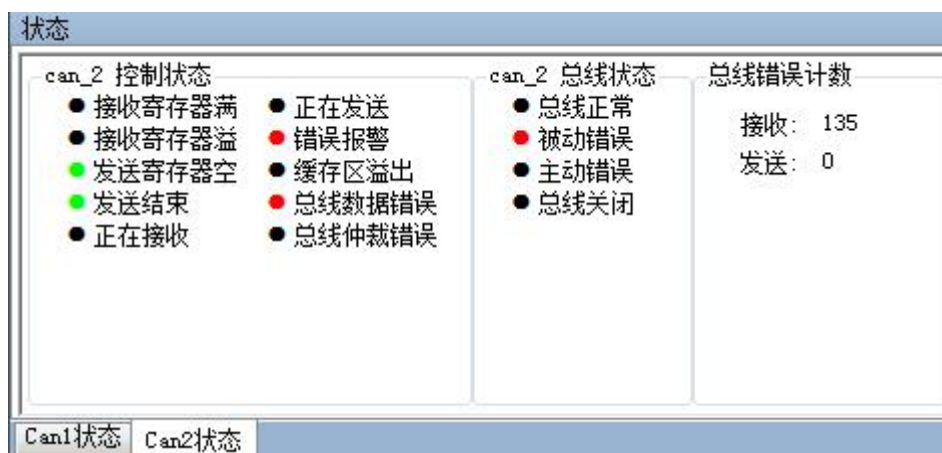 状态
can_2 控制状态
接收寄存器满
接收寄存器溢
发送寄存器空
发送结束
正在接收
正在发送
错误报警
缓存区溢出
总线数据错误
总线仲裁错误
can_2 总线状态
总线正常
被动错误
主动错误
总线关闭
总线错误计数
接收: 135
发送: 0
Can1状态
Can2状态